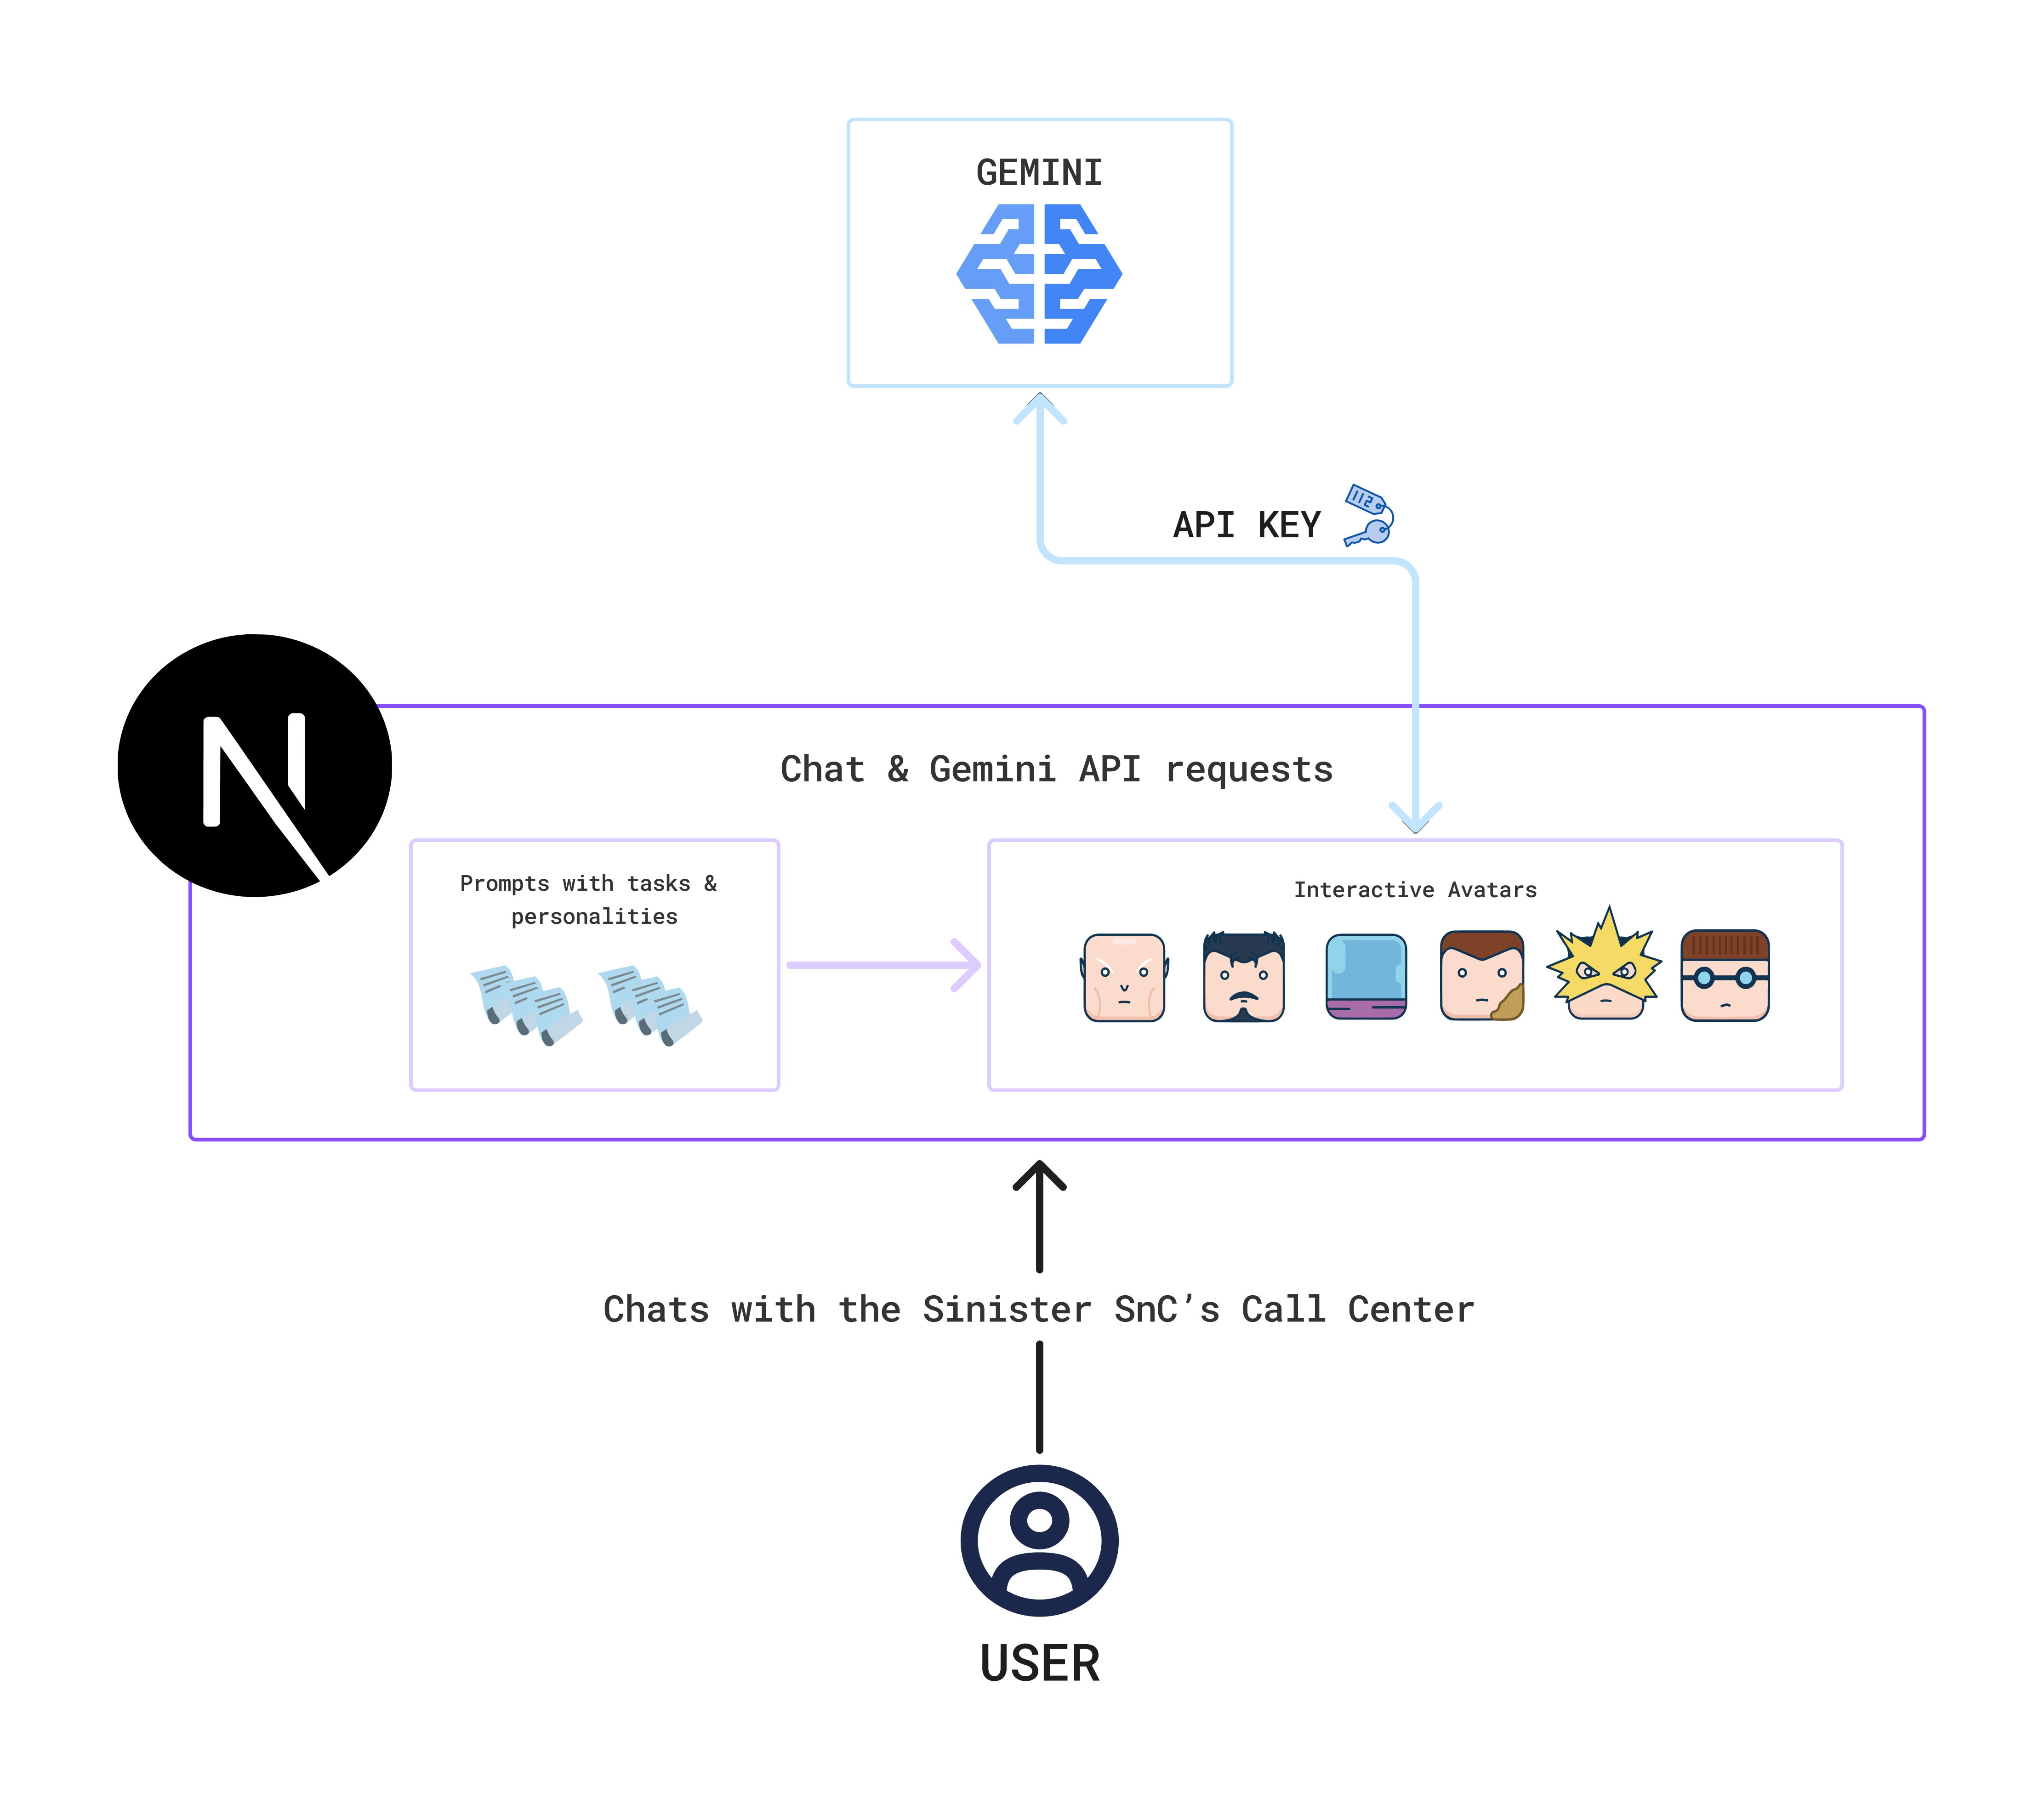 GEMINI
API KEY
112
Chat & Gemini API requests
Prompts with tasks &
personalities
Interactive Avatars
Chats with the Sinister SnC’s Call Center
USER